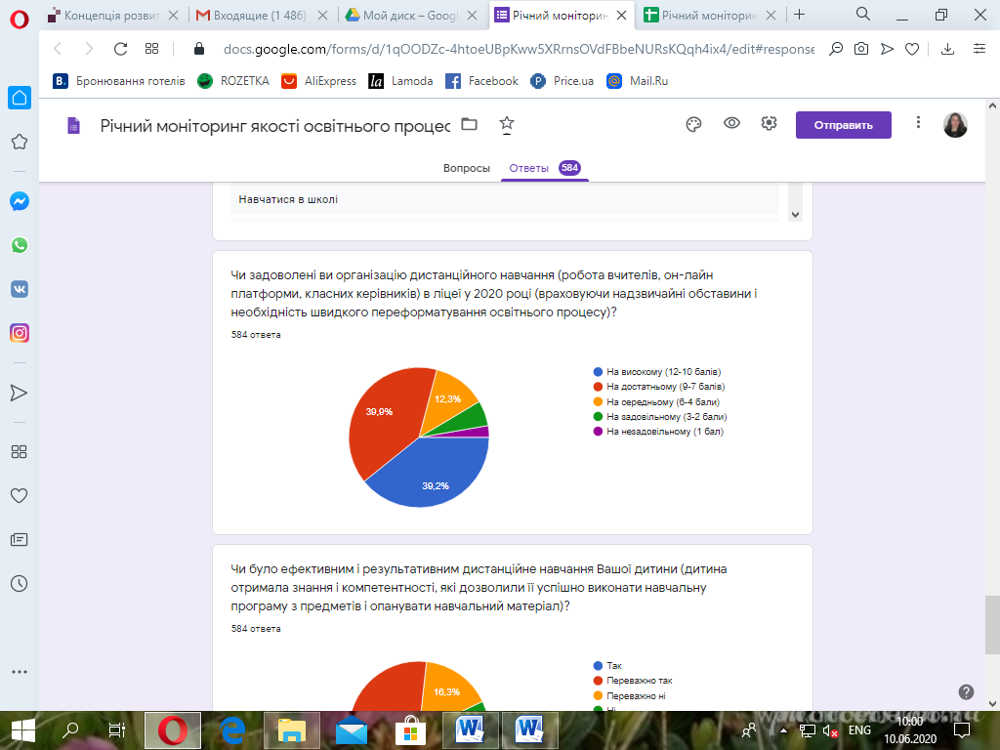 Концепція розвит
Входящие (1 486)
Мой диск – Googl
Річний моніторин
Річний моніторин
docs.google.com/forms/d/1qOODZc-4htoeUBpKww5XRrnsOVdFBbeNURsKQqh4ix4/edit#response
Бронювання готелів
ROZETKA
AliExpress
Lamoda
Facebook
Price.ua
Mail.Ru
Річний моніторинг якості освітнього процес
Отправить
Вопросы
Ответы 584
Навчатися в школі
Чи задоволені ви організацію дистанційного навчання (робота вчителів, он-лайн
платформи, класних керівників) в ліцеї у 2020 році (враховуючи надзвичайні обставини і
необхідність швидкого переформатування освітнього процесу)?
584 ответа
На високому (12-10 балів)
На достатньому (9-7 балів)
На середньому (6-4 бали)
На задовільному (3-2 бали)
На незадовільному (1 бал)
12,3%
39,9%
39,2%
Чи було ефективним і результативним дистанційне навчання Вашої дитини (дитина
отримала знання і компетентності, які дозволили її успішно виконати навчальну
програму з предметів і опанувати навчальний матеріал)?
584 ответа
Так
Переважно так
Переважно ні
Ні
16,3%
ENG
10:00
10.06.2020